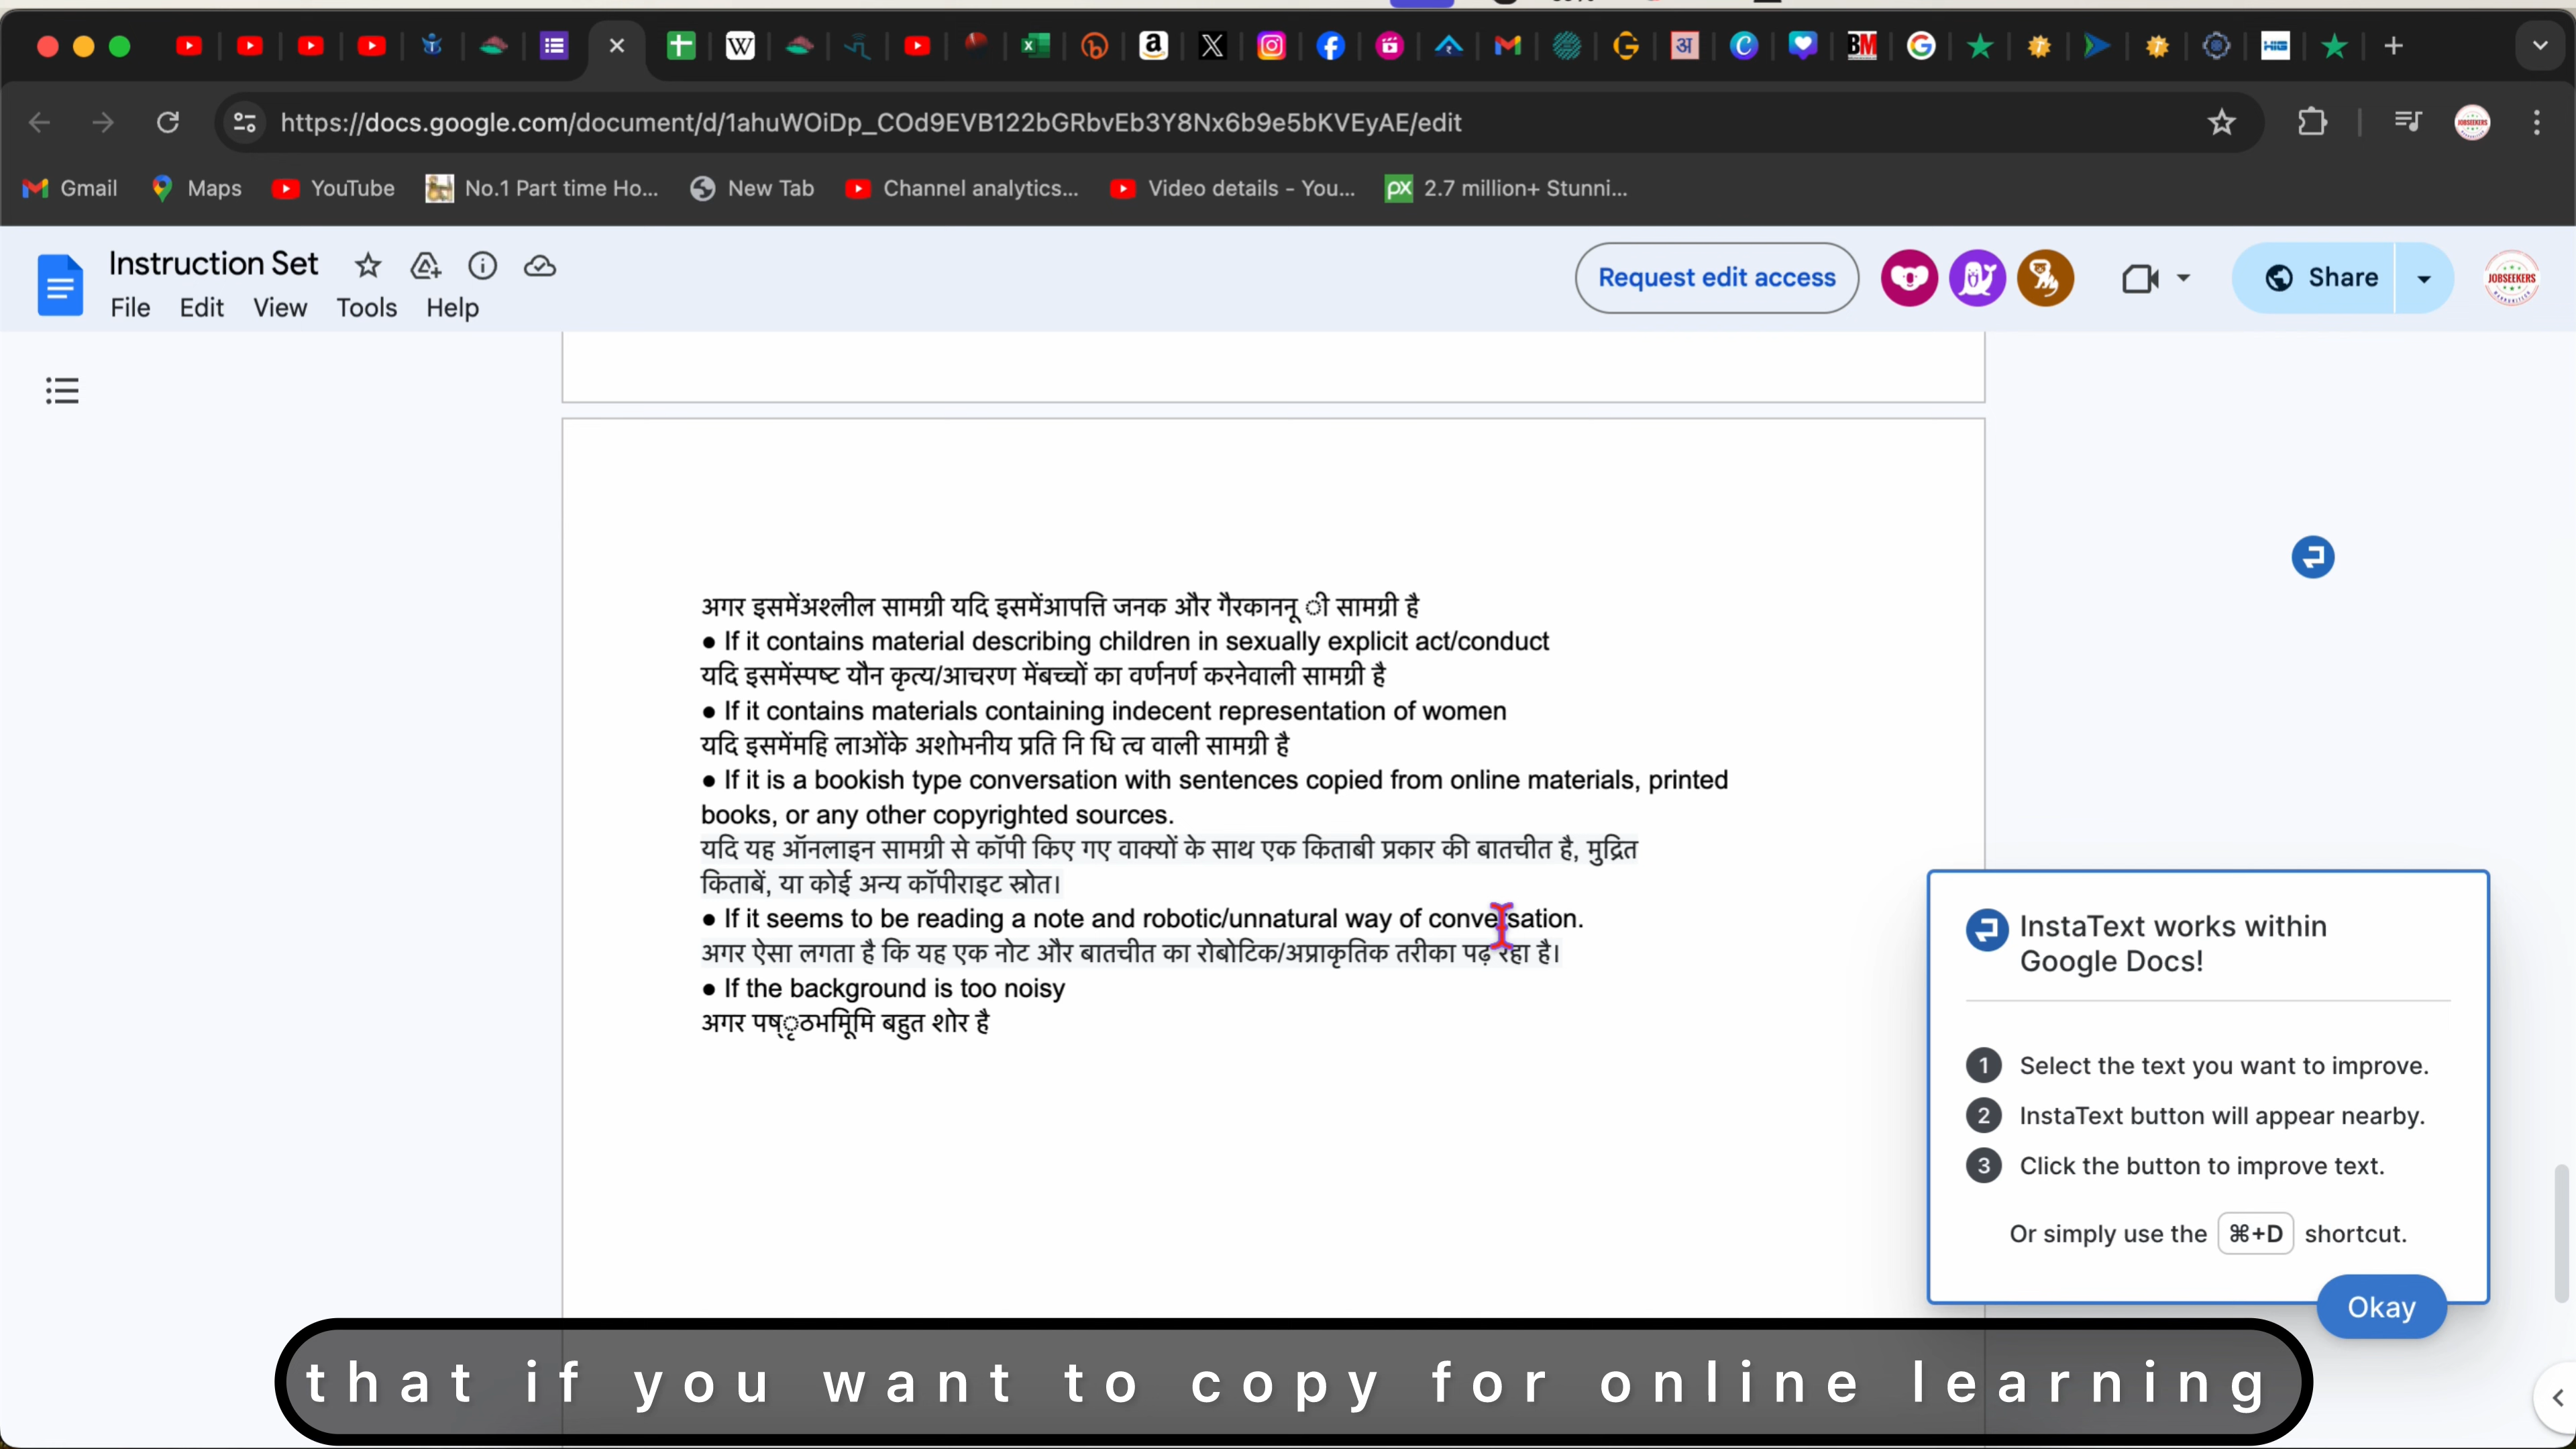 https://docs.google.com/document/d/1ahuWOiDp_COd9EVB122bGRbvEb3Y8Nx6b9e5bKVEyAE/edit
Gmail Maps YouTube No.1 Part time Ho... New Tab Channel analytics... Video details - You... 2.7 million+ Stunni...
Instruction Set
Request edit access
Share
JOBSEEKERS
File Edit View Tools Help
अगर इसमेंअश्लील सामग्री यदि इसमेंआपत्ति जनक और गैरकाननू ी सामग्री है
● If it contains material describing children in sexually explicit act/conduct
यदि इसमेंस्पष्ट यौन कृत्य/आचरण मेंबच्चों का वर्णनर्ण करनेवाली सामग्री है
● If it contains materials containing indecent representation of women
यदि इसमेंमहि लाओंके अशोभनीय प्रति नि धि त्व वाली सामग्री है
● If it is a bookish type conversation with sentences copied from online materials, printed
books, or any other copyrighted sources.
यदि यह ऑनलाइन सामग्री से कॉपी किए गए वाक्यों के साथ एक किताबी प्रकार की बातचीत है, मुद्रित
किताबें, या कोई अन्य कॉपीराइट स्रोत।
● If it seems to be reading a note and robotic/unnatural way of conversation.
अगर ऐसा लगता है कि यह एक नोट और बातचीत का रोबोटिक/अप्राकृतिक तरीका पढ़ रहा है।
● If the background is too noisy
अगर पष्ृठभमिूमि बहुत शोर है
InstaText works within
Google Docs!
1 Select the text you want to improve.
2 InstaText button will appear nearby.
3 Click the button to improve text.
Or simply use the ⌘+D shortcut.
Okay
that if you want to copy for online learning